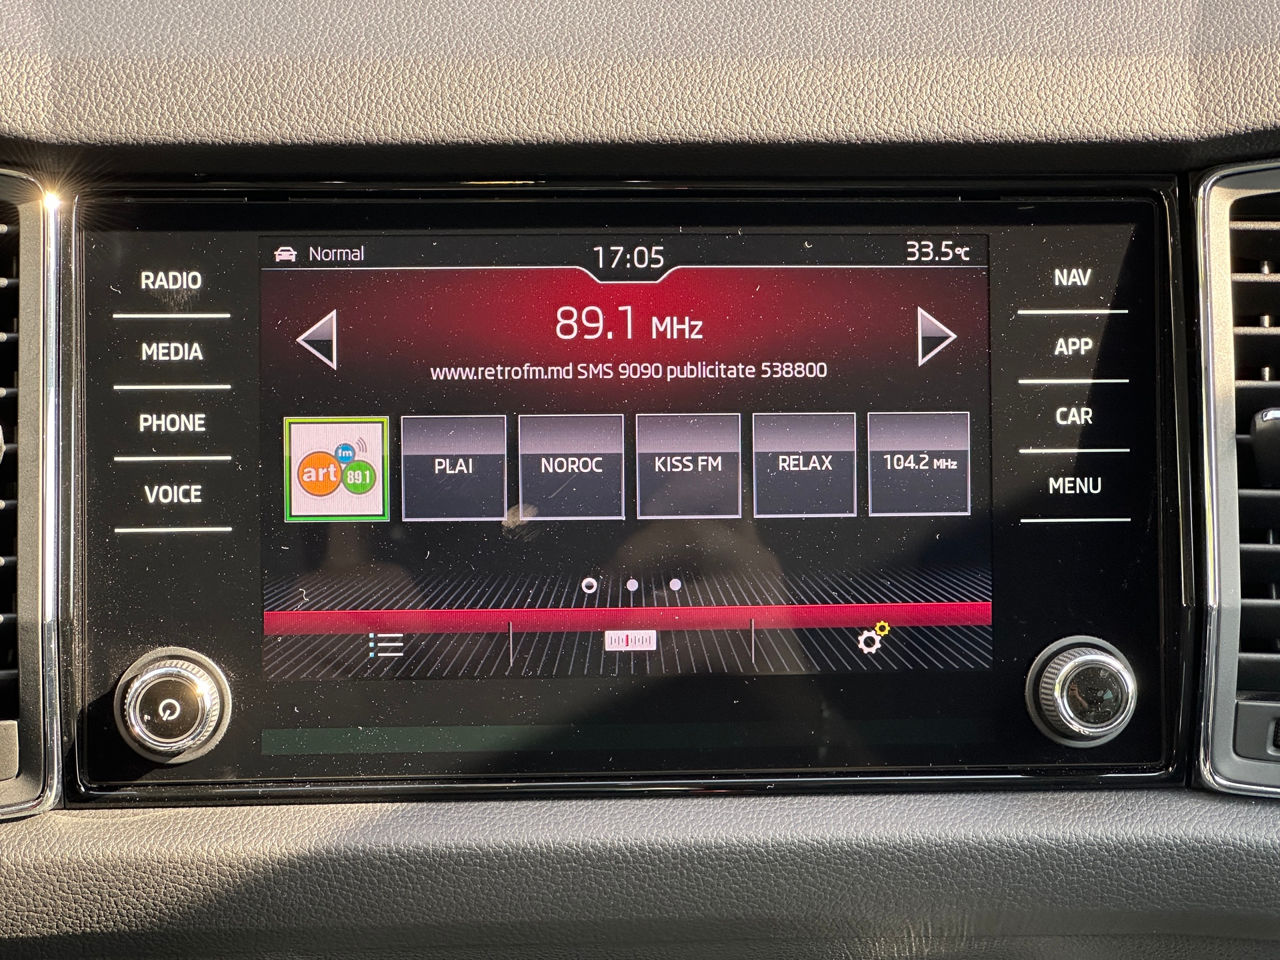 Normal 17:05 33.5°C
RADIO
MEDIA
PHONE
VOICE
89.1 MHz
www.retrofm.md SMS 9090 publicitate 538800
art fm 89.1
PLAI
NOROC
KISS FM
RELAX
104.2 MHz
NAV
APP
CAR
MENU